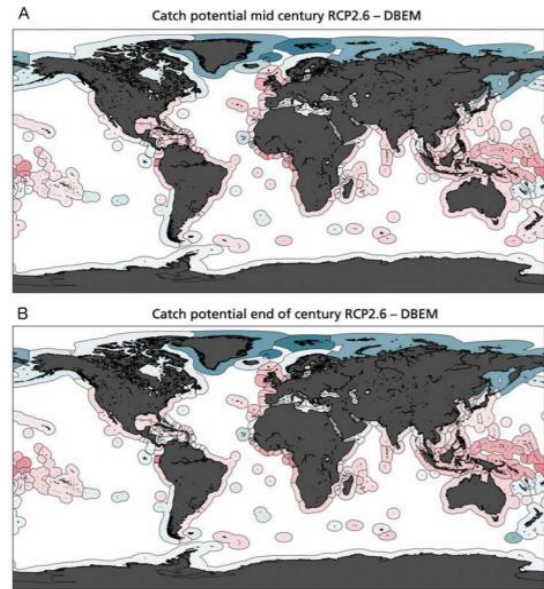 A
Catch potential mid century RCP2.6 – DBEM
B
Catch potential end of century RCP2.6 – DBEM